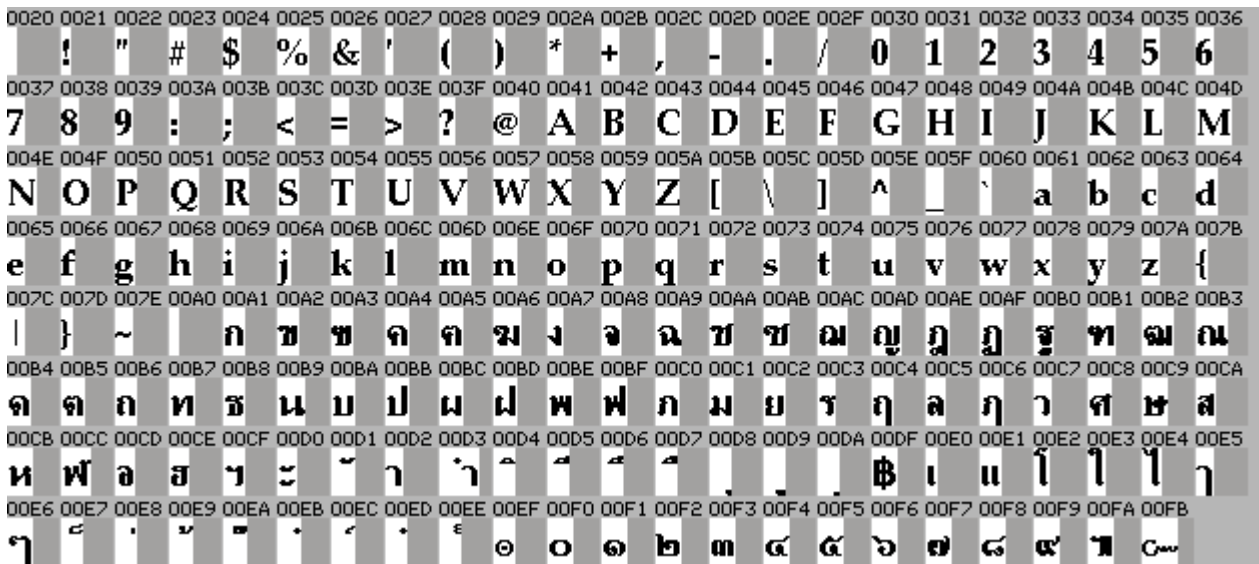 0020 0021 0022 0023 0024 0025 0026 0027 0028 0029 002A 002B 002C 002D 002E 002F 0030 0031 0032 0033 0034 0035 0036
! " # $ % & ' ( ) * + , - . / 0 1 2 3 4 5 6
0037 0038 0039 003A 003B 003C 003D 003E 003F 0040 0041 0042 0043 0044 0045 0046 0047 0048 0049 004A 004B 004C 004D
7 8 9 : ; < = > ? @ A B C D E F G H I J K L M
004E 004F 0050 0051 0052 0053 0054 0055 0056 0057 0058 0059 005A 005B 005C 005D 005E 005F 0060 0061 0062 0063 0064
N O P Q R S T U V W X Y Z [ \ ] ^ _ ` a b c d
0065 0066 0067 0068 0069 006A 006B 006C 006D 006E 006F 0070 0071 0072 0073 0074 0075 0076 0077 0078 0079 007A 007B
e f g h i j k l m n o p q r s t u v w x y z {
007C 007D 007E 00A0 00A1 00A2 00A3 00A4 00A5 00A6 00A7 00A8 00A9 00AA 00AB 00AC 00AD 00AE 00AF 00B0 00B1 00B2 00B3
| } ~ ก ข ฃ ค ฅ ฆ ง จ ฉ ช ซ ฌ ญ ฎ ฏ ฐ ฑ ฒ ณ
00B4 00B5 00B6 00B7 00B8 00B9 00BA 00BB 00BC 00BD 00BE 00BF 00C0 00C1 00C2 00C3 00C4 00C5 00C6 00C7 00C8 00C9 00CA
ด ต ถ ท ธ น บ ป ผ ฝ พ ฟ ภ ม ย ร ฤ ล ฦ ว ศ ษ ส
00CB 00CC 00CD 00CE 00CF 00D0 00D1 00D2 00D3 00D4 00D5 00D6 00D7 00D8 00D9 00DA 00DF 00E0 00E1 00E2 00E3 00E4 00E5
ห ฬ อ ฮ ฯ ะ ั า ำ ิ ี ึ ื ุ ู ฺ ฿ เ แ โ ใ ไ ๅ
00E6 00E7 00E8 00E9 00EA 00EB 00EC 00ED 00EE 00EF 00F0 00F1 00F2 00F3 00F4 00F5 00F6 00F7 00F8 00F9 00FA 00FB
ๆ ็ ่ ้ ๊ ๋ ์ ํ ๎ ๏ ๐ ๑ ๒ ๓ ๔ ๕ ๖ ๗ ๘ ๙ ๚ ๛